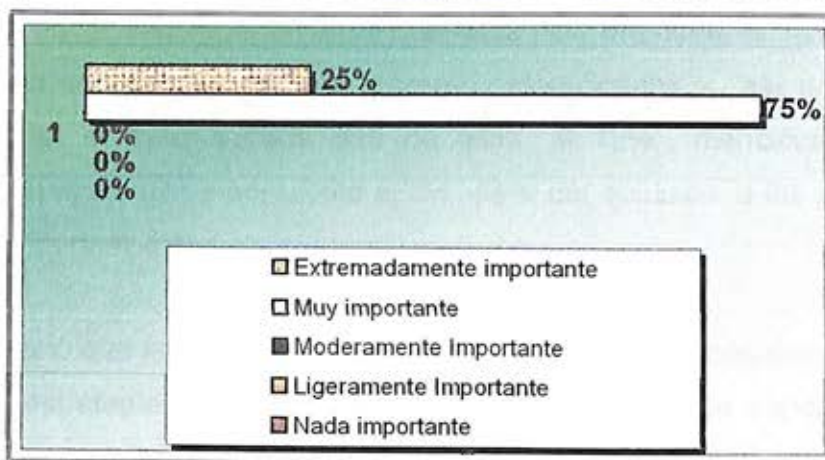 25%
75%
1
0%
0%
0%
Extremadamente importante
Muy importante
Moderamente Importante
Ligeramente Importante
Nada importante